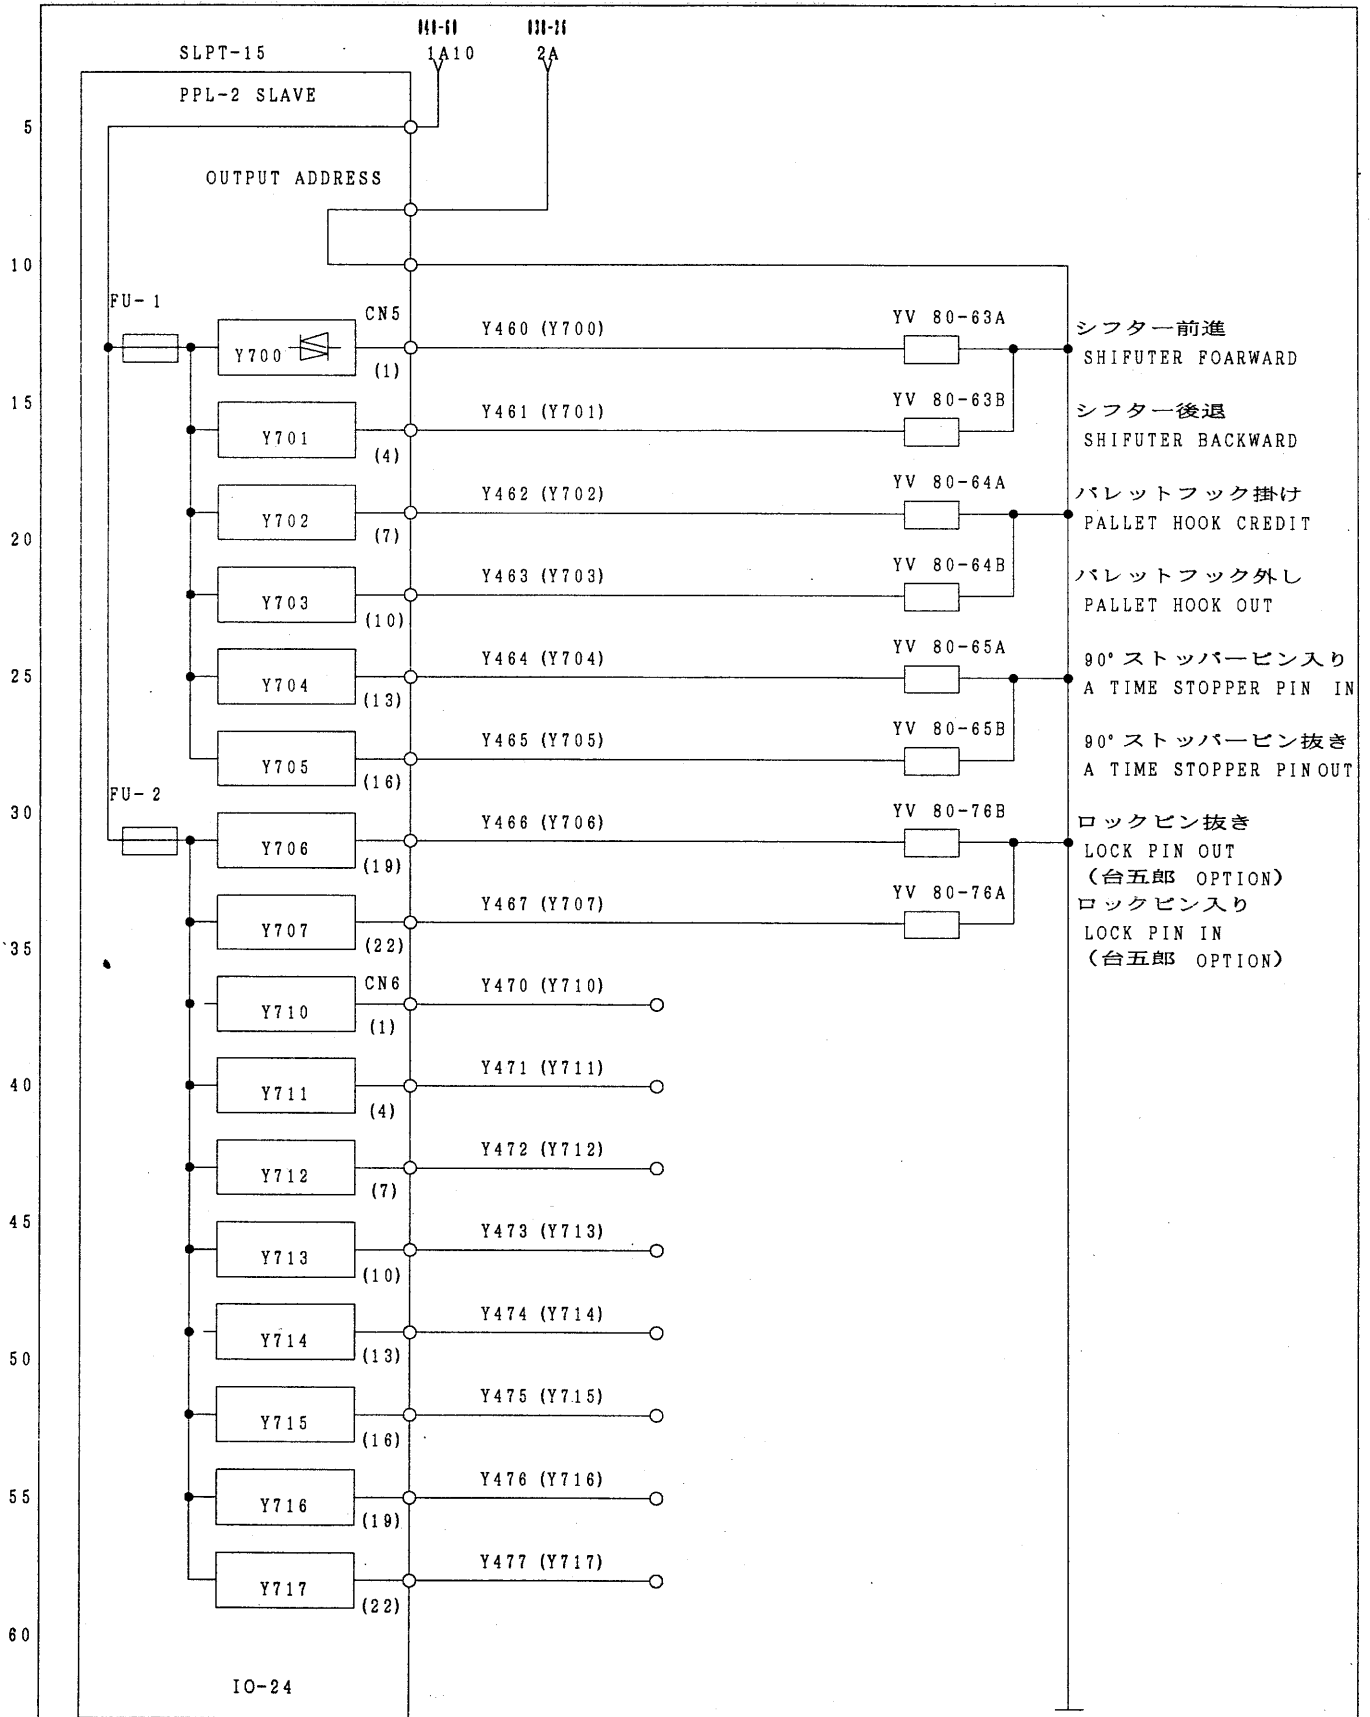 040-60 030-26
SLPT-15 1A10 2A
PPL-2 SLAVE
5
OUTPUT ADDRESS
10
FU-1
CN5 Y460 (Y700) YV 80-63A シフター前進
Y700 (1) SHIFUTER FOARWARD
15 Y461 (Y701) YV 80-63B シフター後退
Y701 (4) SHIFUTER BACKWARD
Y462 (Y702) YV 80-64A パレットフック掛け
Y702 (7) PALLET HOOK CREDIT
20
Y463 (Y703) YV 80-64B パレットフック外し
Y703 (10) PALLET HOOK OUT
Y464 (Y704) YV 80-65A 90°ストッパーピン入り
25 Y704 (13) A TIME STOPPER PIN IN
Y465 (Y705) YV 80-65B 90°ストッパーピン抜き
Y705 (16) A TIME STOPPER PIN OUT
FU-2
30 Y466 (Y706) YV 80-76B ロックピン抜き
Y706 (19) LOCK PIN OUT
(台五郎 OPTION)
Y467 (Y707) YV 80-76A ロックピン入り
Y707 (22) LOCK PIN IN
35 (台五郎 OPTION)
CN6 Y470 (Y710)
Y710 (1)
40 Y471 (Y711)
Y711 (4)
Y472 (Y712)
Y712 (7)
45 Y473 (Y713)
Y713 (10)
Y474 (Y714)
Y714 (13)
50
Y475 (Y715)
Y715 (16)
55 Y476 (Y716)
Y716 (19)
Y477 (Y717)
Y717 (22)
60
IO-24